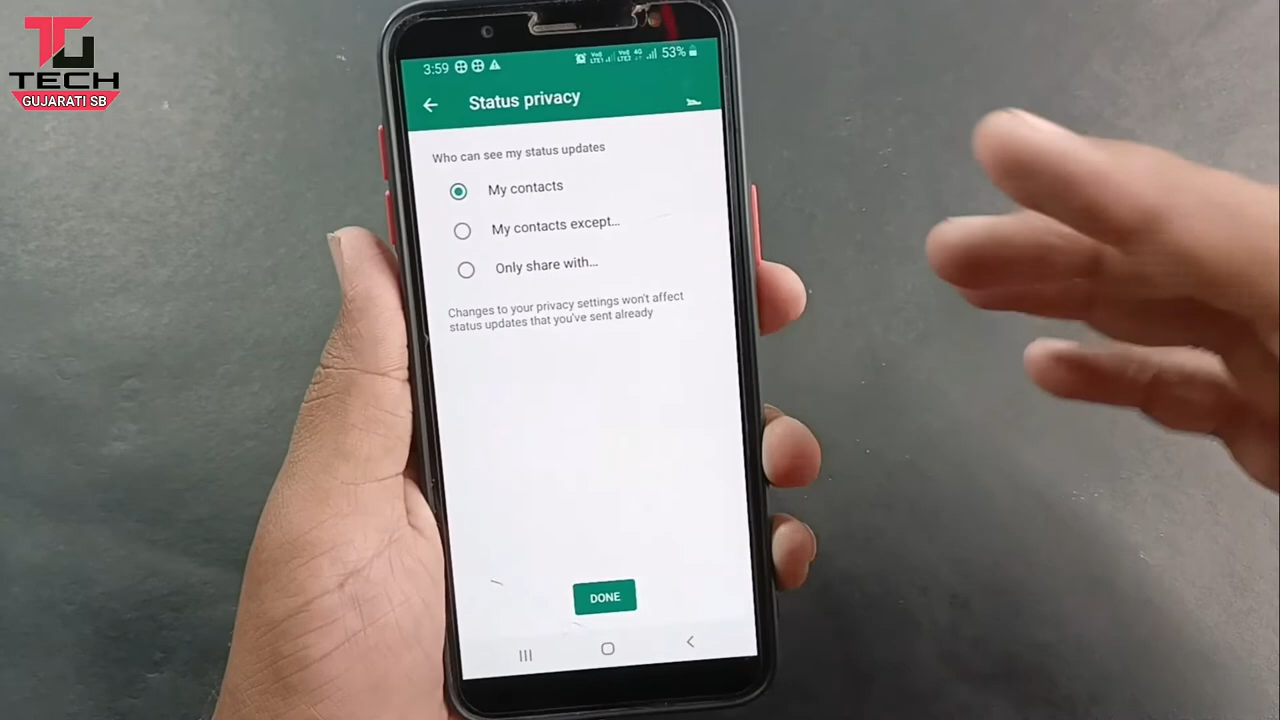 TECH
GUJARATI SB
3:59
53%
Status privacy
Who can see my status updates
My contacts
My contacts except...
Only share with...
Changes to your privacy settings won't affect
status updates that you've sent already
DONE